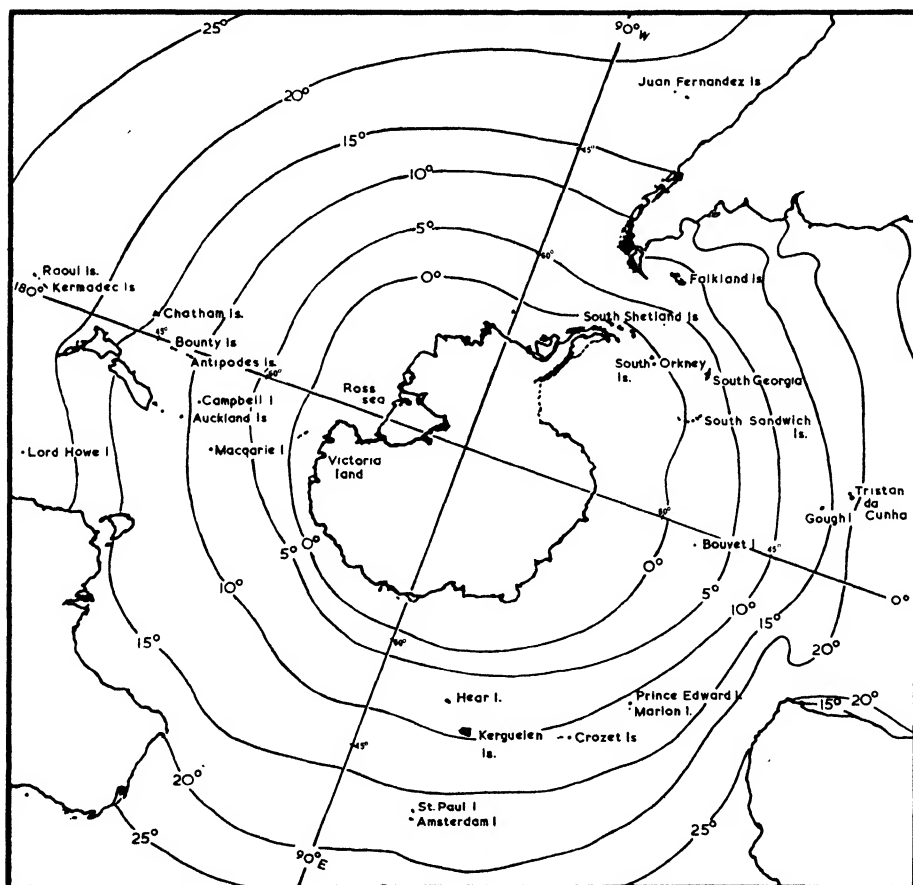 25°
90°W
20°
Juan Fernandez Is
15°
45°
10°
5°
60°
0°
Raoul Is.
Kermadec Is
180°
Falkland Is
Chatham Is.
45°
South Shetland Is
Bounty Is
Antipodes Is.
60°
South Orkney
Is.
South Georgia
Ross
sea
Campbell I
Auckland Is
South Sandwich
Is.
Lord Howe I
Macqarie I
Victoria
land
Tristan
da
Cunha
Gough I
60°
Bouvet I
45°
5°
0°
0°
0°
10°
5°
10°
15°
15°
20°
60°
Hear I.
Prince Edward I.
Marion I.
15°
20°
45°
Kerguelen
Is.
Crozet Is
20°
St. Paul I
Amsterdam I
25°
25°
90°E